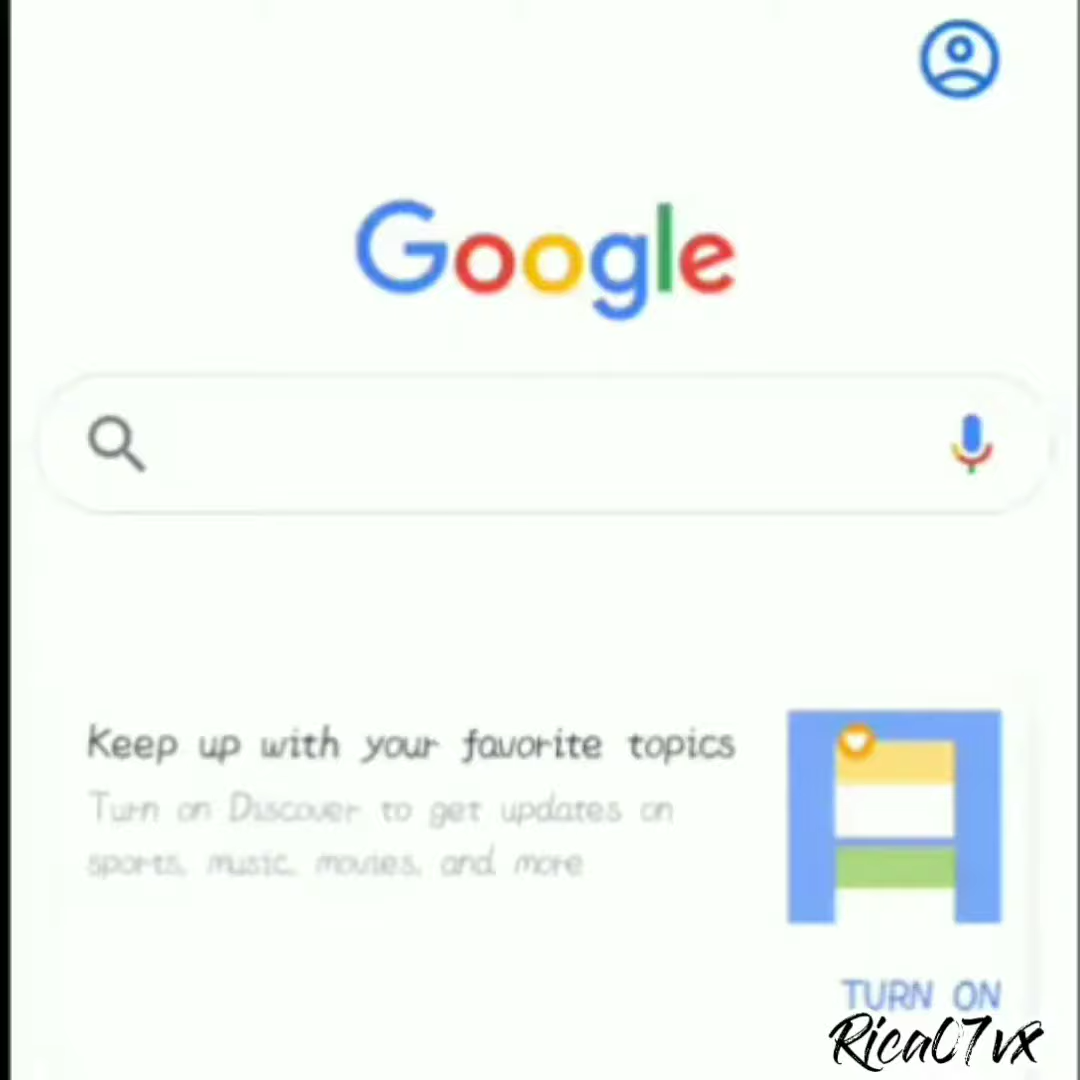 Google
Keep up with your favorite topics
Turn on Discover to get updates on
sports, music, movies, and more
TURN ON
Rica07vx